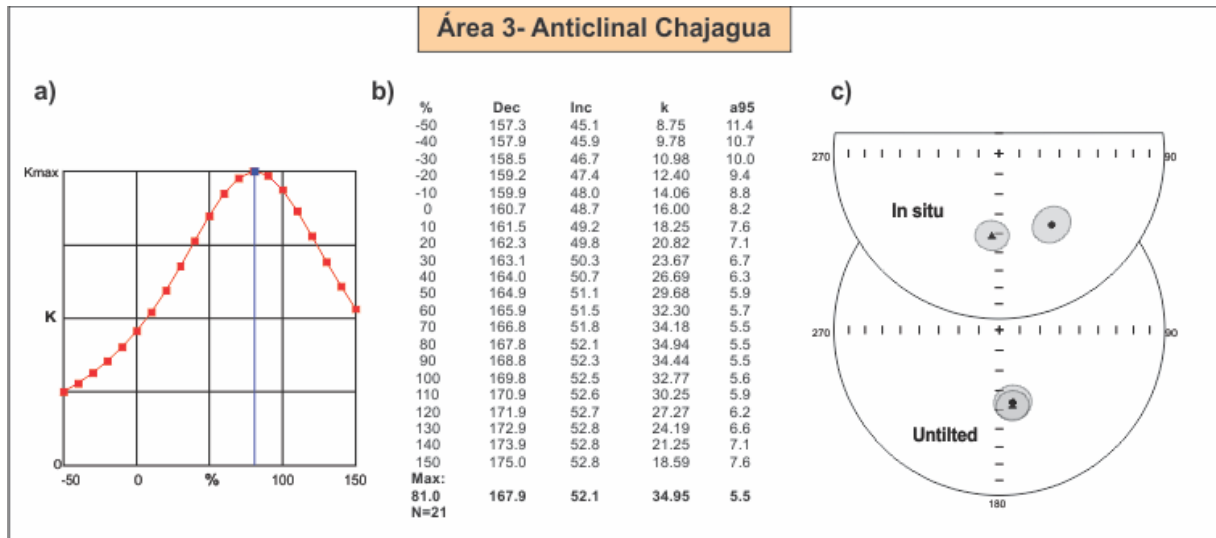 Área 3- Anticlinal Chajagua
a)
Kmax
K
0
-50 0 % 100 150
b)
% Dec Inc k a95
-50 157.3 45.1 8.75 11.4
-40 157.9 45.9 9.78 10.7
-30 158.5 46.7 10.98 10.0
-20 159.2 47.4 12.40 9.4
-10 159.9 48.0 14.06 8.8
0 160.7 48.7 16.00 8.2
10 161.5 49.2 18.25 7.6
20 162.3 49.8 20.82 7.1
30 163.1 50.3 23.67 6.7
40 164.0 50.7 26.69 6.3
50 164.9 51.1 29.68 5.9
60 165.9 51.5 32.30 5.7
70 166.8 51.8 34.18 5.5
80 167.8 52.1 34.94 5.5
90 168.8 52.3 34.44 5.5
100 169.8 52.5 32.77 5.6
110 170.9 52.6 30.25 5.9
120 171.9 52.7 27.27 6.2
130 172.9 52.8 24.19 6.6
140 173.9 52.8 21.25 7.1
150 175.0 52.8 18.59 7.6
Max:
81.0 167.9 52.1 34.95 5.5
N=21
c)
270 90
In situ
270 90
Untilted
180